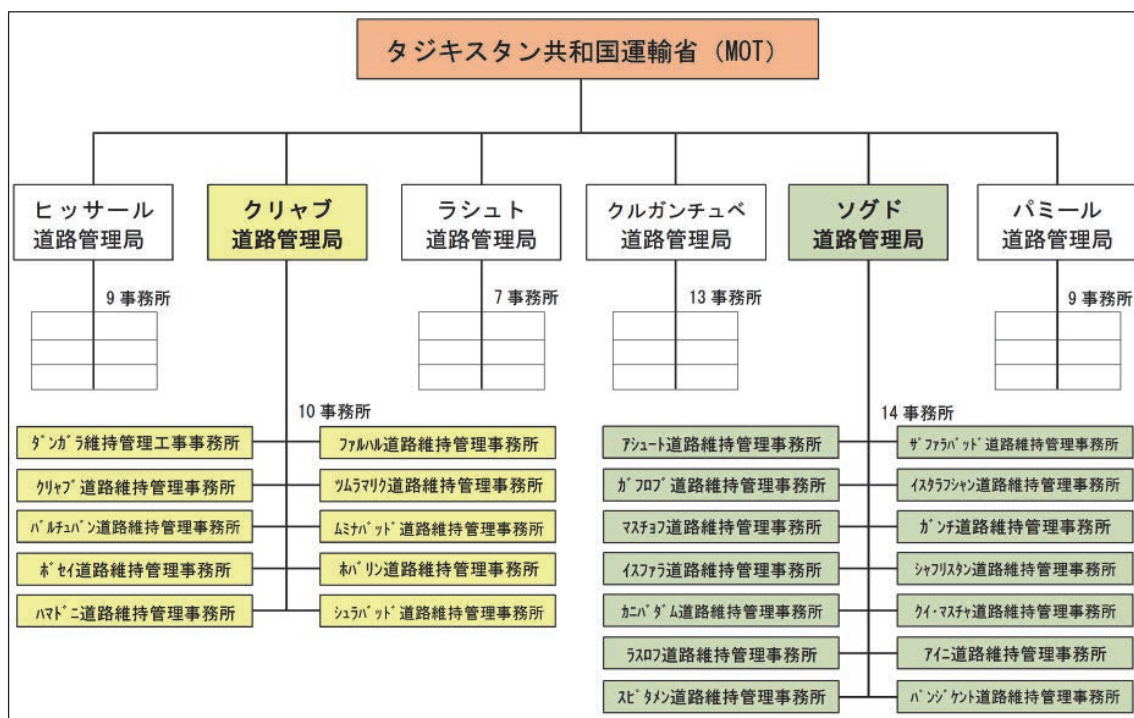 タジキスタン共和国運輸省（MOT）
ヒッサール
道路管理局
クリャブ
道路管理局
ラシュト
道路管理局
クルガンチュベ
道路管理局
ソグド
道路管理局
パミール
道路管理局
9 事務所
7 事務所
13 事務所
9 事務所
10 事務所
14 事務所
ﾀﾞﾝｶﾞﾗ維持管理工事事務所
ﾌｧﾙﾊﾙ道路維持管理事務所
ｸﾘｬﾌﾞ道路維持管理事務所
ﾂﾑﾗﾏﾘｸ道路維持管理事務所
ﾊﾞﾙﾁｭﾊﾞﾝ道路維持管理事務所
ﾑﾐﾅﾊﾞｯﾄﾞ道路維持管理事務所
ﾎﾞｾｲ道路維持管理事務所
ﾎﾊﾞﾘﾝ道路維持管理事務所
ﾊﾏﾄﾞﾆ道路維持管理事務所
ｼｭﾗﾊﾞｯﾄﾞ道路維持管理事務所
ｱｼｭｰﾄ道路維持管理事務所
ｻﾞﾌｧﾗﾊﾞｯﾄﾞ道路維持管理事務所
ｶﾞﾌﾛﾌﾞ道路維持管理事務所
ｲｽﾀﾗﾌｼｬﾝ道路維持管理事務所
ﾏｽﾁｮﾌ道路維持管理事務所
ｶﾞﾝﾁ道路維持管理事務所
ｲｽﾌｧﾗ道路維持管理事務所
ｼｬﾌﾘｽﾀﾝ道路維持管理事務所
ｶﾆﾊﾞﾀﾞﾑ道路維持管理事務所
ｸｲ・ﾏｽﾁｬ道路維持管理事務所
ﾗｽﾛﾌ道路維持管理事務所
ｱｲﾆ道路維持管理事務所
ｽﾋﾟﾀﾒﾝ道路維持管理事務所
ﾊﾟﾝｼﾞｹﾝﾄ道路維持管理事務所